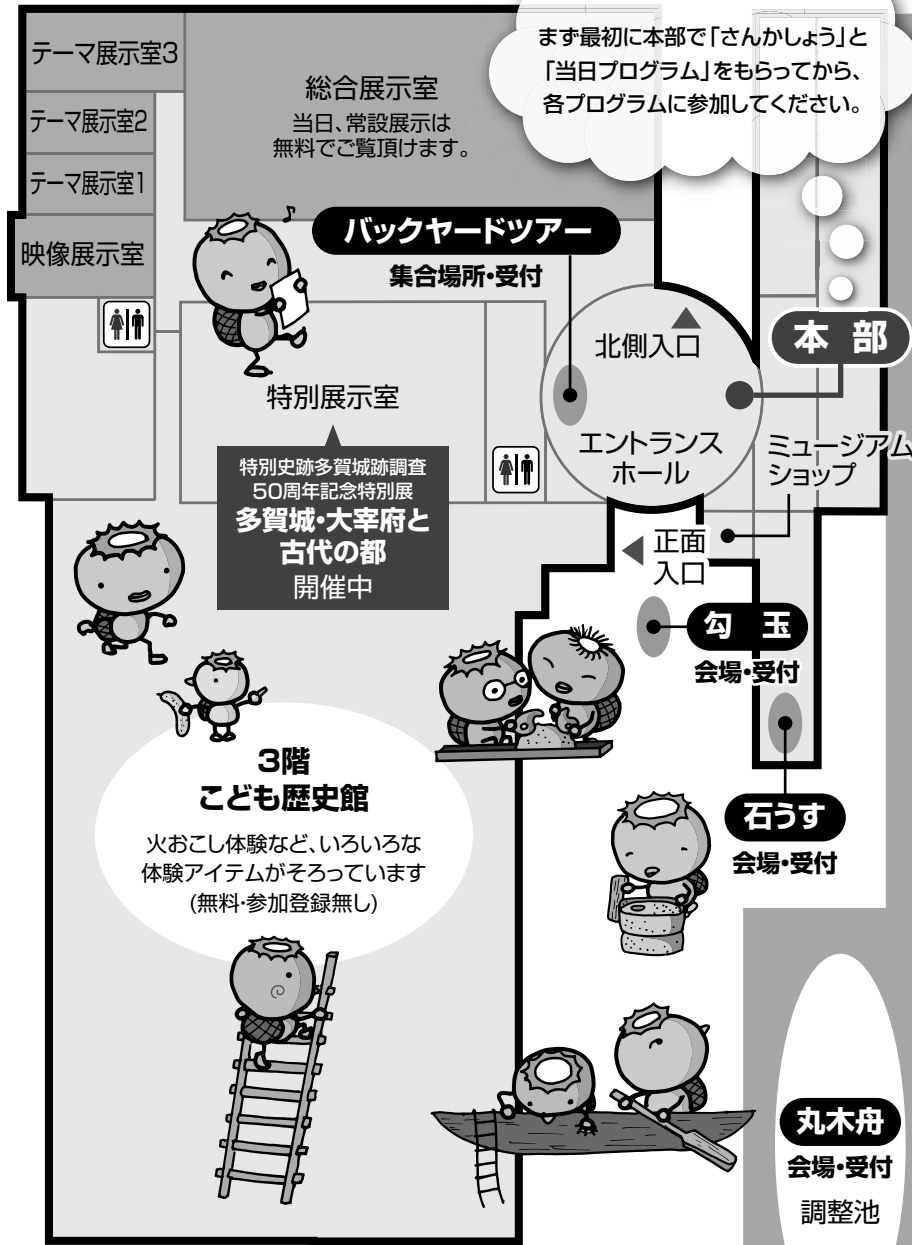 まず最初に本部で「さんかしょう」と
「当日プログラム」をもらってから、
各プログラムに参加してください。
テーマ展示室3
総合展示室
当日、常設展示は
無料でご覧頂けます。
テーマ展示室2
テーマ展示室1
映像展示室
バックヤードツアー
集合場所・受付
北側入口
本 部
特別展示室
エントランス
ホール
ミュージアム
ショップ
特別史跡多賀城跡調査
50周年記念特別展
多賀城・大宰府と
古代の都
開催中
正面
入口
勾 玉
会場・受付
3階
こども歴史館
火おこし体験など、いろいろな
体験アイテムがそろっています
(無料・参加登録無し)
石うす
会場・受付
丸木舟
会場・受付
調整池